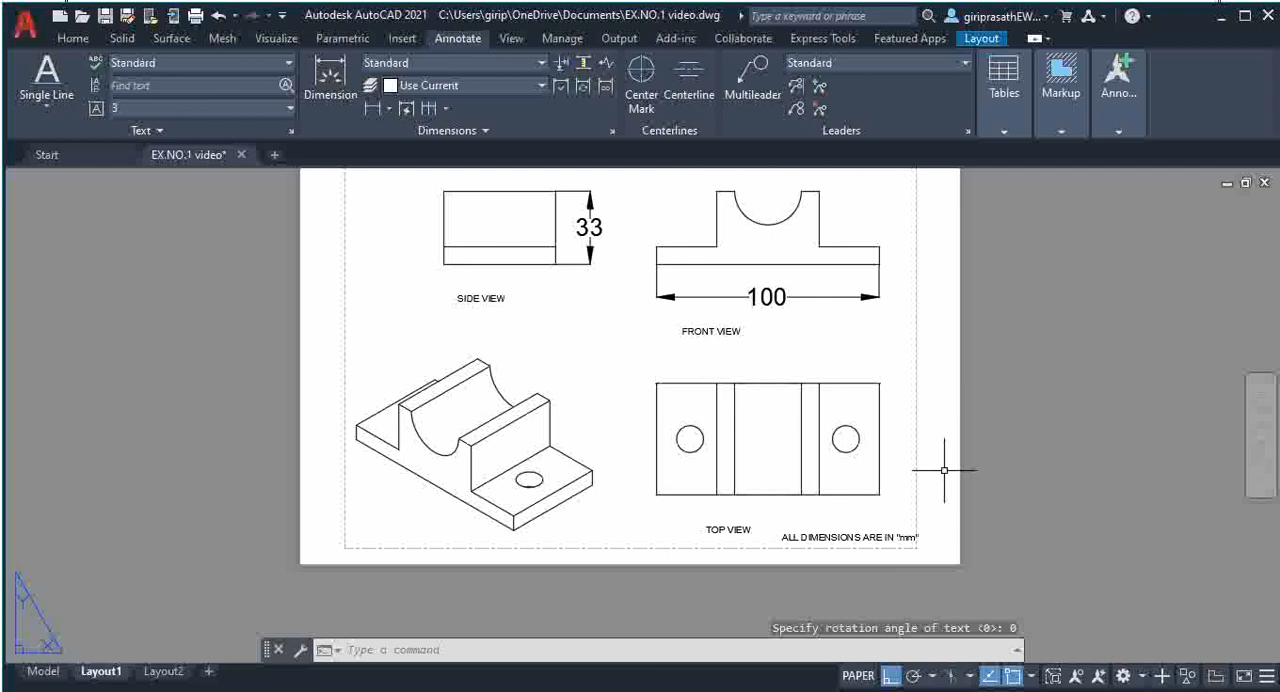 Autodesk AutoCAD 2021 C:\Users\girip\OneDrive\Documents\EX.NO.1 video.dwg
Type a keyword or phrase
giriprasathEW...
Home Solid Surface Mesh Visualize Parametric Insert Annotate View Manage Output Add-ins Collaborate Express Tools Featured Apps Layout
A
Single Line
ABC
Standard
Find text
A
3
Text
Dimension
Standard
Use Current
Dimensions
Center
Mark
Centerline
Centerlines
Multileader
Standard
Leaders
Tables
Markup
Anno...
Start
EX.NO.1 video*
33
SIDE VIEW
100
FRONT VIEW
TOP VIEW
ALL DIMENSIONS ARE IN "mm"
Y
X
Specify rotation angle of text <0>: 0
Type a command
Model Layout1 Layout2 +
PAPER